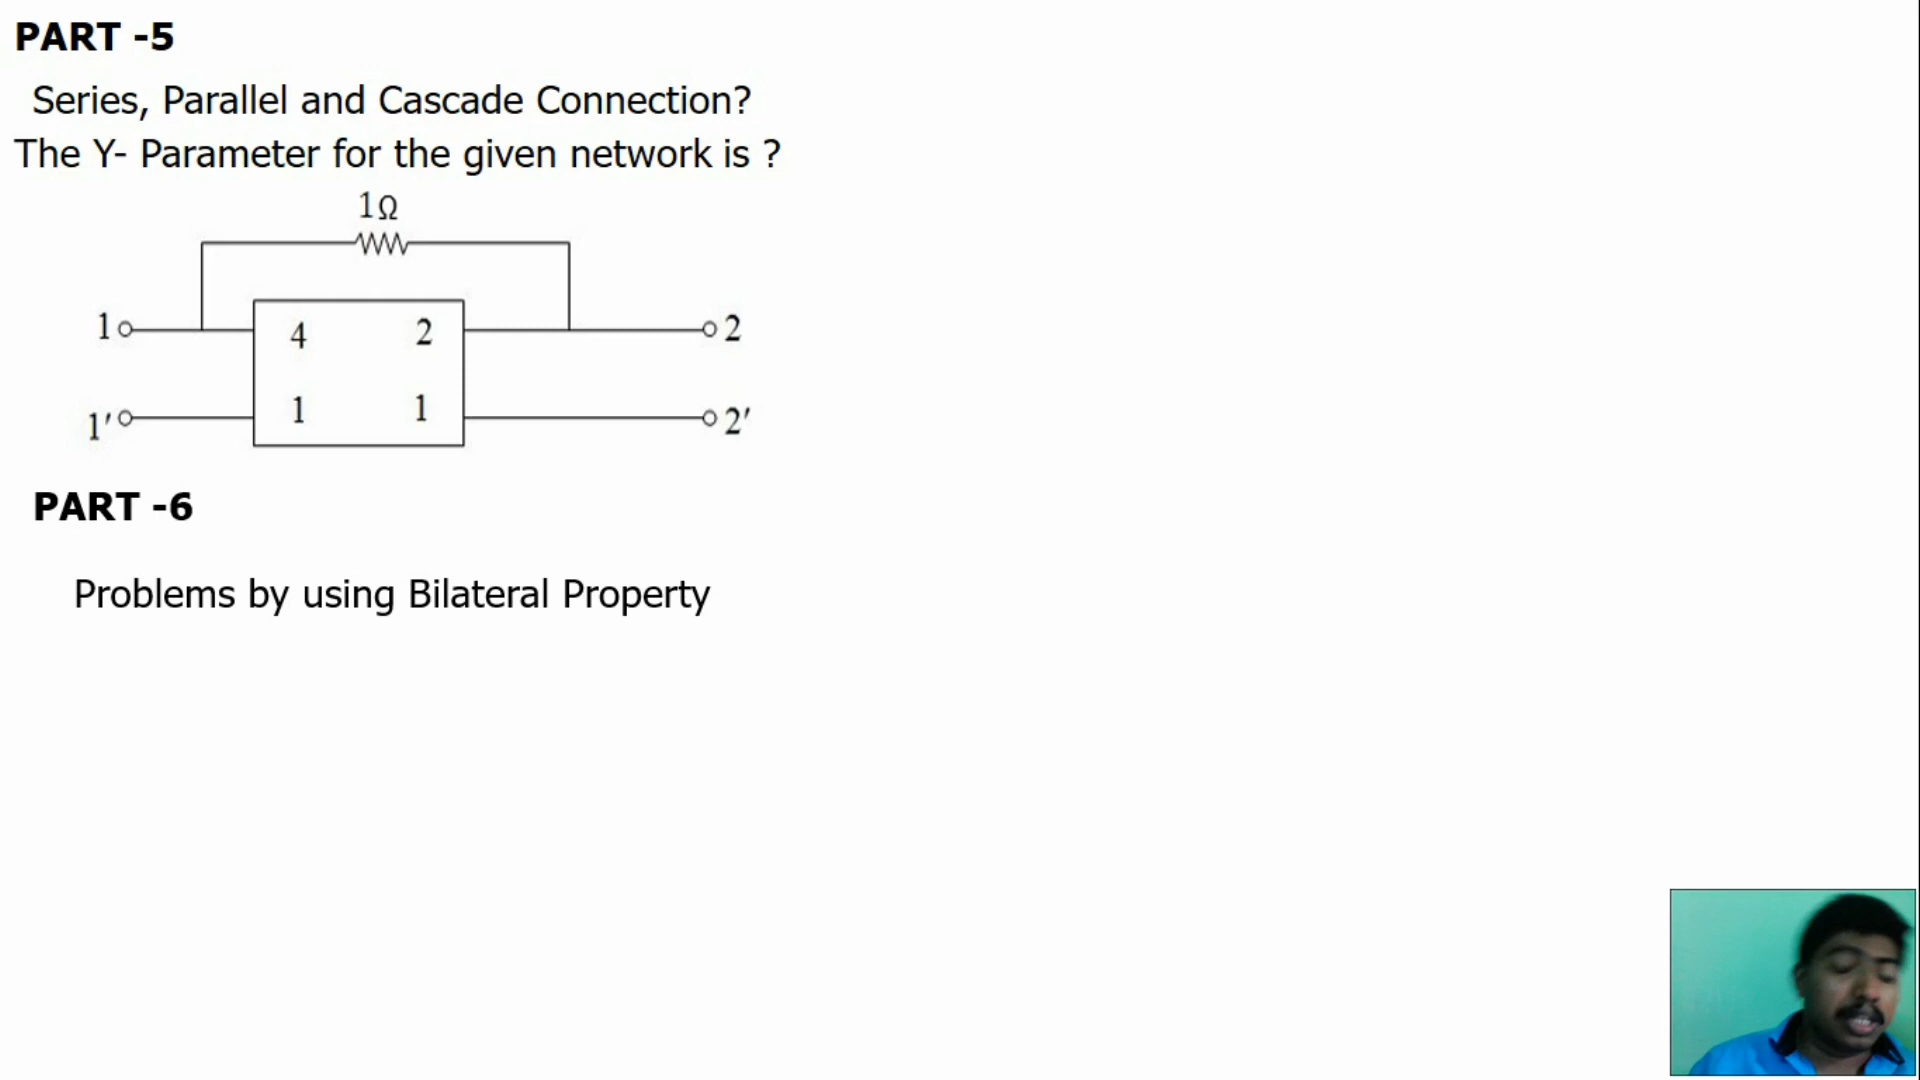 PART -5
Series, Parallel and Cascade Connection?
The Y- Parameter for the given network is ?
1Ω
1 4 2 2
1' 1 1 2'
PART -6
Problems by using Bilateral Property